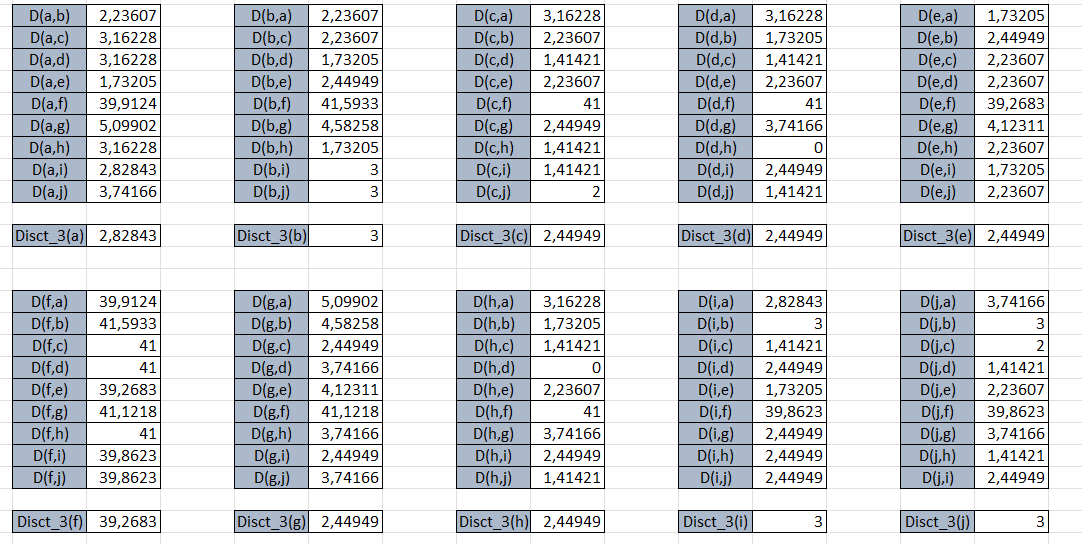 D(a,b) 2,23607 D(b,a) 2,23607 D(c,a) 3,16228 D(d,a) 3,16228 D(e,a) 1,73205
D(a,c) 3,16228 D(b,c) 2,23607 D(c,b) 2,23607 D(d,b) 1,73205 D(e,b) 2,44949
D(a,d) 3,16228 D(b,d) 1,73205 D(c,d) 1,41421 D(d,c) 1,41421 D(e,c) 2,23607
D(a,e) 1,73205 D(b,e) 2,44949 D(c,e) 2,23607 D(d,e) 2,23607 D(e,d) 2,23607
D(a,f) 39,9124 D(b,f) 41,5933 D(c,f) 41 D(d,f) 41 D(e,f) 39,2683
D(a,g) 5,09902 D(b,g) 4,58258 D(c,g) 2,44949 D(d,g) 3,74166 D(e,g) 4,12311
D(a,h) 3,16228 D(b,h) 1,73205 D(c,h) 1,41421 D(d,h) 0 D(e,h) 2,23607
D(a,i) 2,82843 D(b,i) 3 D(c,i) 1,41421 D(d,i) 2,44949 D(e,i) 1,73205
D(a,j) 3,74166 D(b,j) 3 D(c,j) 2 D(d,j) 1,41421 D(e,j) 2,23607
Disct_3(a) 2,82843 Disct_3(b) 3 Disct_3(c) 2,44949 Disct_3(d) 2,44949 Disct_3(e) 2,44949
D(f,a) 39,9124 D(g,a) 5,09902 D(h,a) 3,16228 D(i,a) 2,82843 D(j,a) 3,74166
D(f,b) 41,5933 D(g,b) 4,58258 D(h,b) 1,73205 D(i,b) 3 D(j,b) 3
D(f,c) 41 D(g,c) 2,44949 D(h,c) 1,41421 D(i,c) 1,41421 D(j,c) 2
D(f,d) 41 D(g,d) 3,74166 D(h,d) 0 D(i,d) 2,44949 D(j,d) 1,41421
D(f,e) 39,2683 D(g,e) 4,12311 D(h,e) 2,23607 D(i,e) 1,73205 D(j,e) 2,23607
D(f,g) 41,1218 D(g,f) 41,1218 D(h,f) 41 D(i,f) 39,8623 D(j,f) 39,8623
D(f,h) 41 D(g,h) 3,74166 D(h,g) 3,74166 D(i,g) 2,44949 D(j,g) 3,74166
D(f,i) 39,8623 D(g,i) 2,44949 D(h,i) 2,44949 D(i,h) 2,44949 D(j,h) 1,41421
D(f,j) 39,8623 D(g,j) 3,74166 D(h,j) 1,41421 D(i,j) 2,44949 D(j,i) 2,44949
Disct_3(f) 39,2683 Disct_3(g) 2,44949 Disct_3(h) 2,44949 Disct_3(i) 3 Disct_3(j) 3